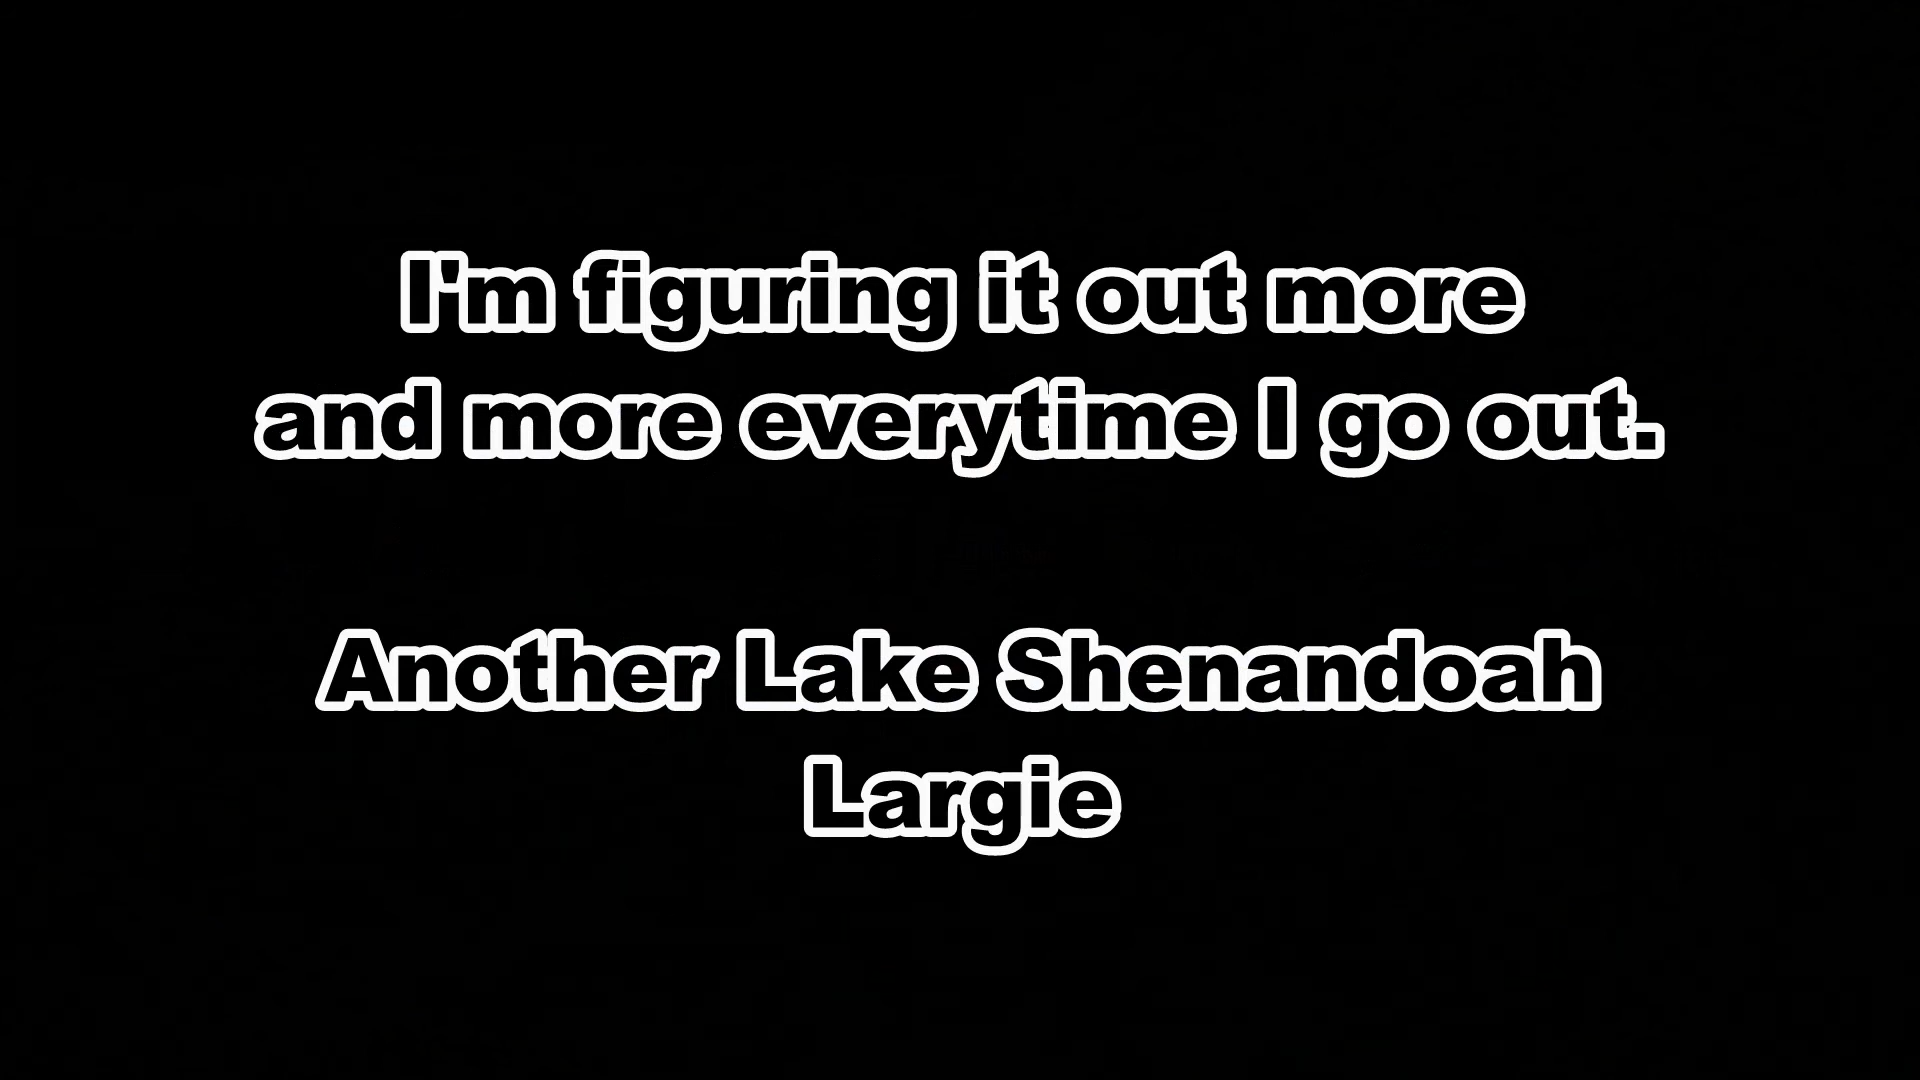 I'm figuring it out more
and more everytime I go out.
Another Lake Shenandoah
Largie